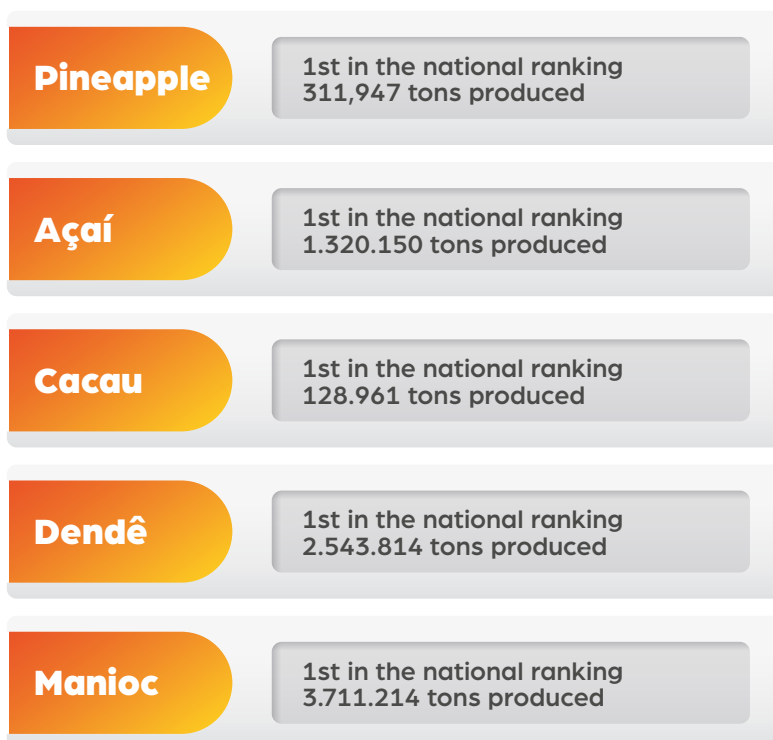 Pineapple
1st in the national ranking
311,947 tons produced
Açaí
1st in the national ranking
1.320.150 tons produced
Cacau
1st in the national ranking
128.961 tons produced
Dendê
1st in the national ranking
2.543.814 tons produced
Manioc
1st in the national ranking
3.711.214 tons produced